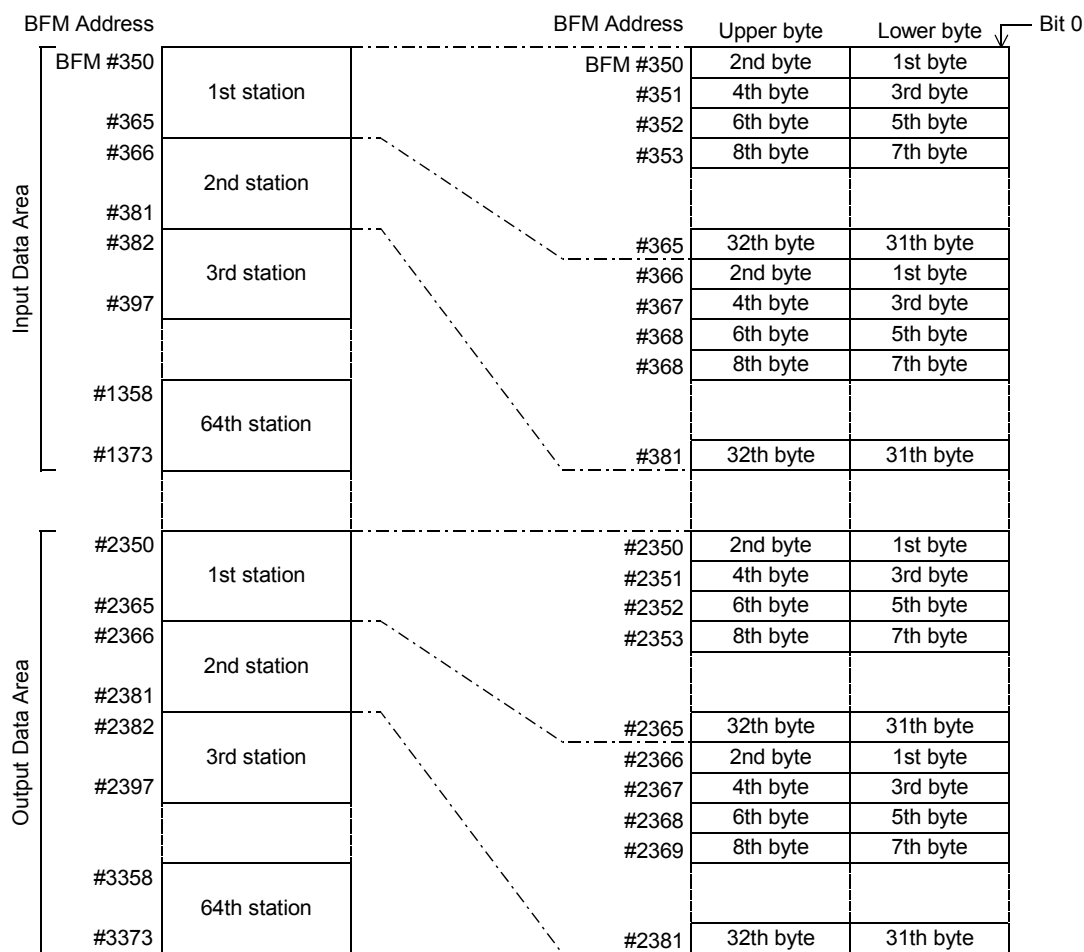 BFM Address
BFM Address Upper byte Lower byte Bit 0
Input Data Area
BFM #350
1st station
#365
#366
2nd station
#381
#382
3rd station
#397
#1358
64th station
#1373
BFM #350 2nd byte 1st byte
#351 4th byte 3rd byte
#352 6th byte 5th byte
#353 8th byte 7th byte
#365 32th byte 31th byte
#366 2nd byte 1st byte
#367 4th byte 3rd byte
#368 6th byte 5th byte
#368 8th byte 7th byte
#381 32th byte 31th byte
Output Data Area
#2350
1st station
#2365
#2366
2nd station
#2381
#2382
3rd station
#2397
#3358
64th station
#3373
#2350 2nd byte 1st byte
#2351 4th byte 3rd byte
#2352 6th byte 5th byte
#2353 8th byte 7th byte
#2365 32th byte 31th byte
#2366 2nd byte 1st byte
#2367 4th byte 3rd byte
#2368 6th byte 5th byte
#2369 8th byte 7th byte
#2381 32th byte 31th byte